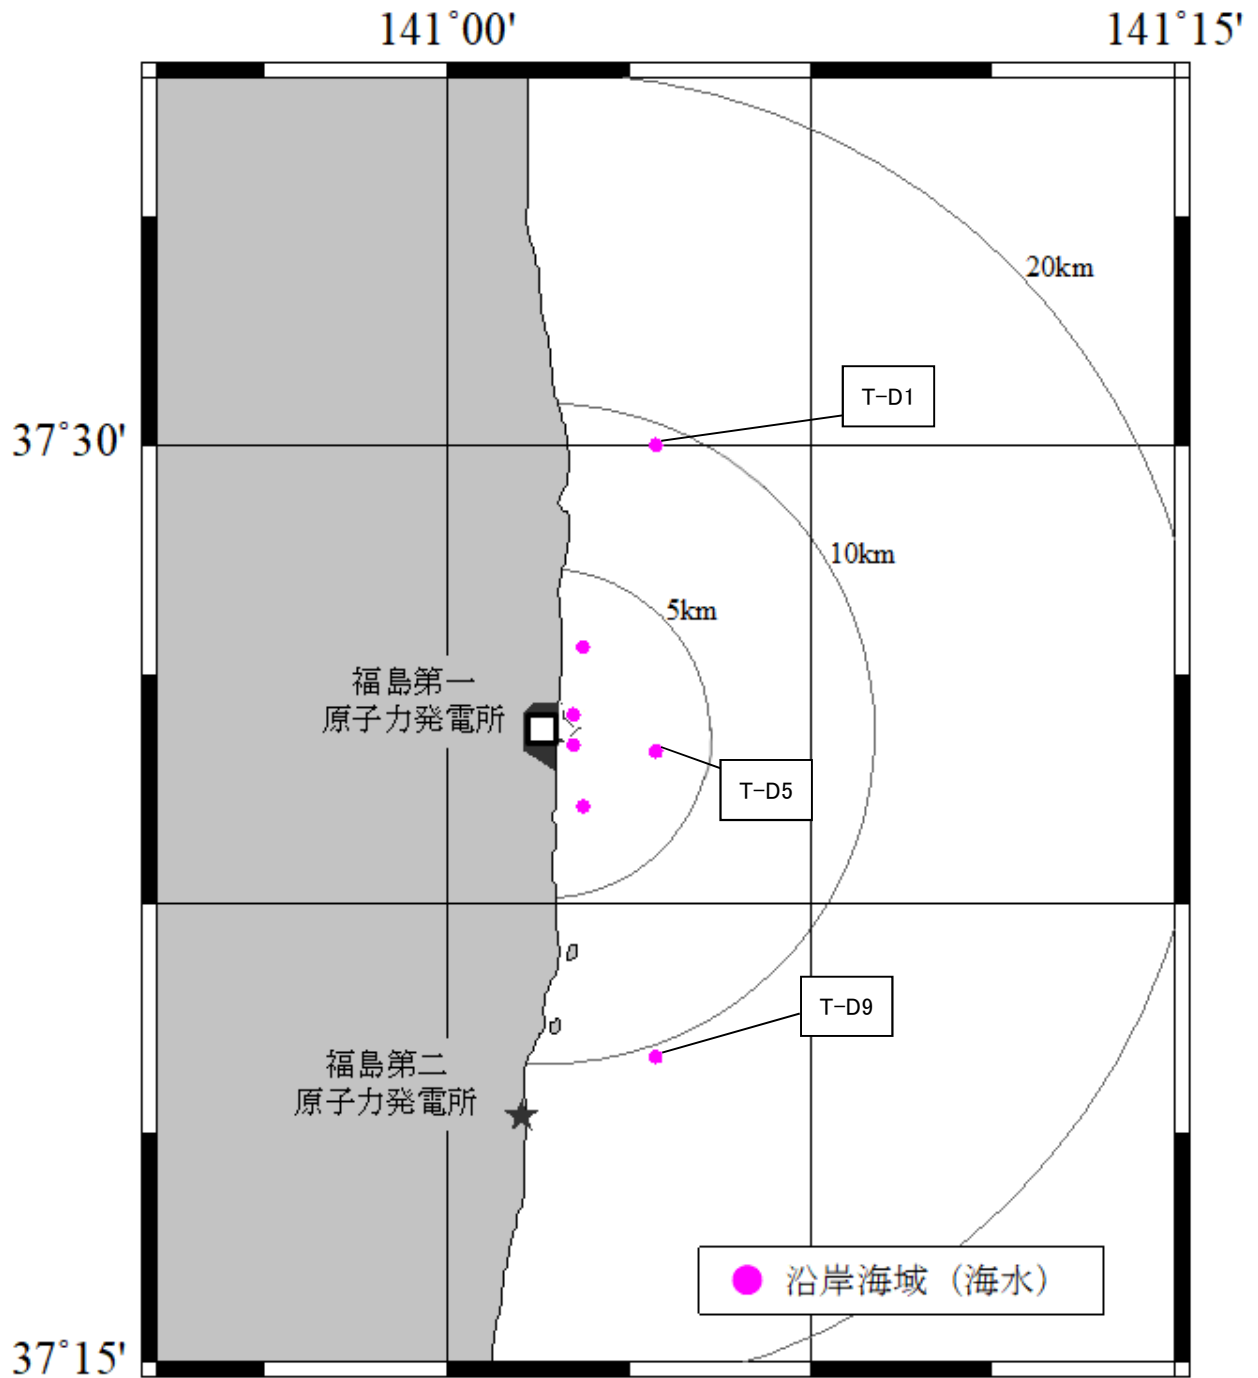 141°00'
141°15'
20km
T-D1
37°30'
10km
5km
福島第一
原子力発電所
T-D5
T-D9
福島第二
原子力発電所
沿岸海域（海水）
37°15'